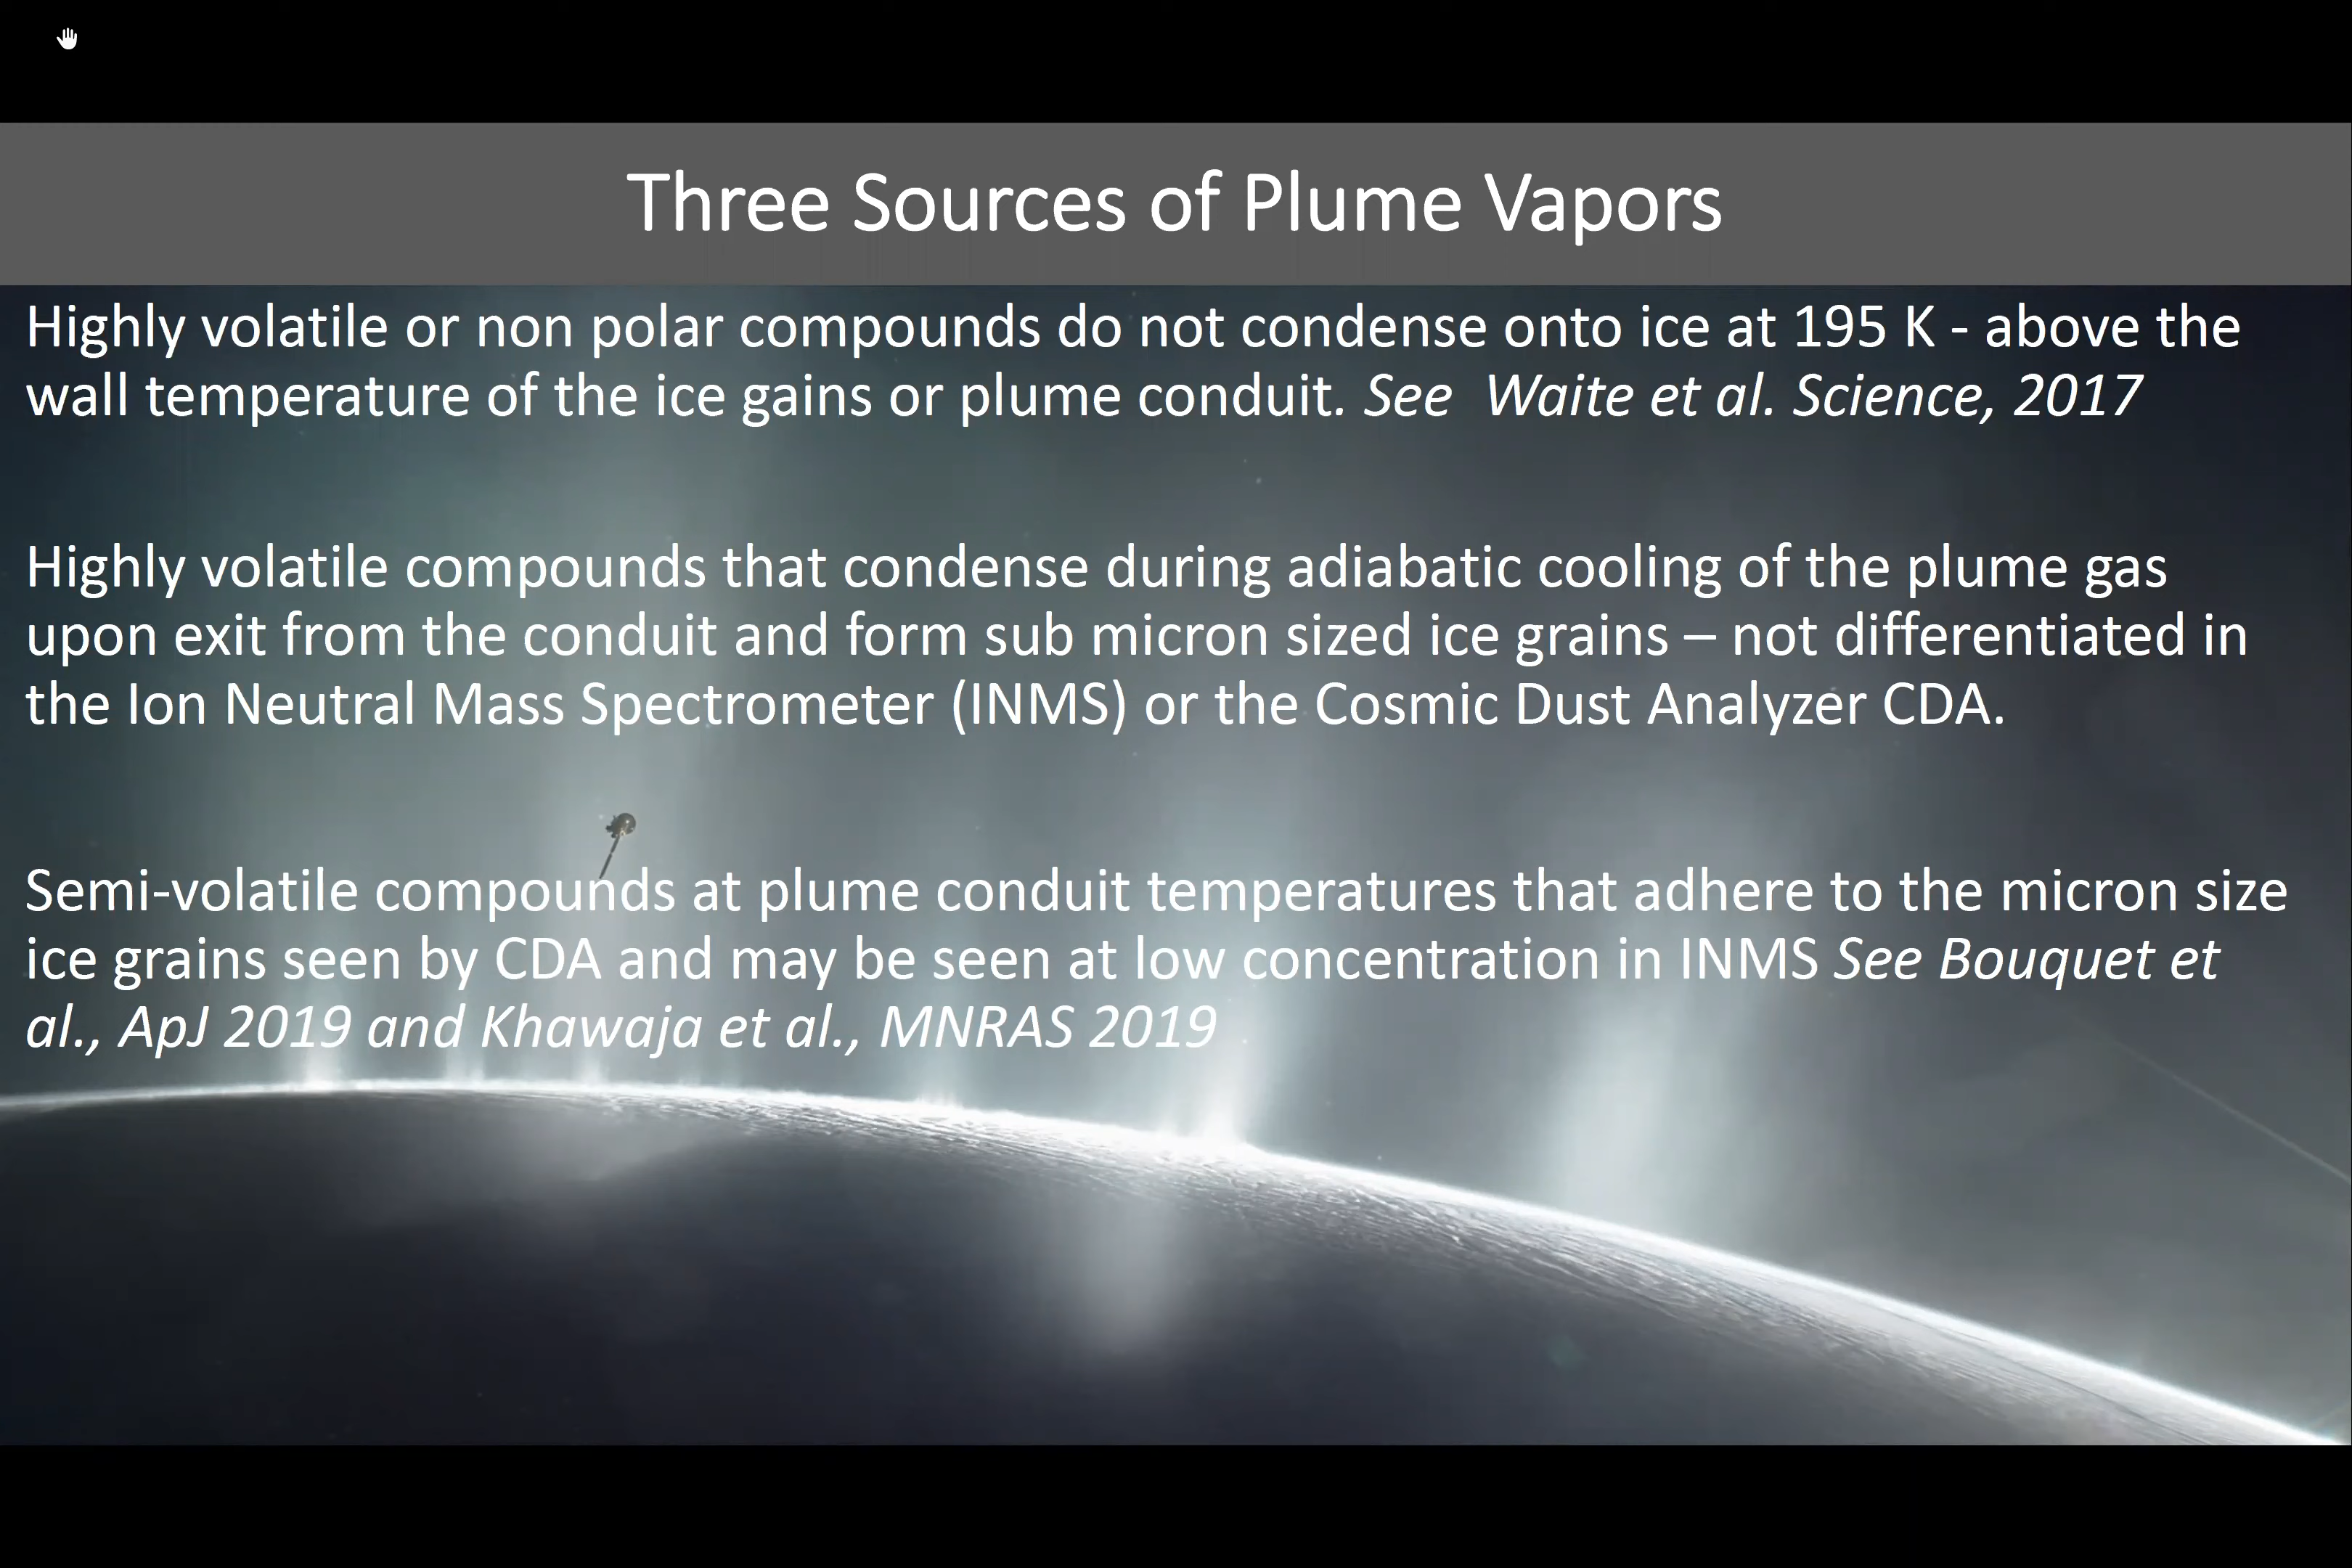 Three Sources of Plume Vapors
Highly volatile or non polar compounds do not condense onto ice at 195 K - above the
wall temperature of the ice gains or plume conduit. See  Waite et al. Science, 2017
Highly volatile compounds that condense during adiabatic cooling of the plume gas
upon exit from the conduit and form sub micron sized ice grains – not differentiated in
the Ion Neutral Mass Spectrometer (INMS) or the Cosmic Dust Analyzer CDA.
Semi-volatile compounds at plume conduit temperatures that adhere to the micron size
ice grains seen by CDA and may be seen at low concentration in INMS See Bouquet et
al., ApJ 2019 and Khawaja et al., MNRAS 2019